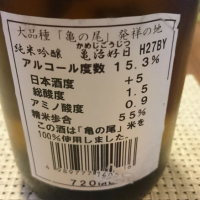 大品種「亀の尾」発祥の地
かめじごうじつ
純米吟醸 亀治好日 H27BY
アルコール度数 15.3%
日本酒度 +5
総酸度 1.5
アミノ酸度 0.9
精米歩合 55%
この酒は「亀の尾」米を
100%使用しました。
720mL